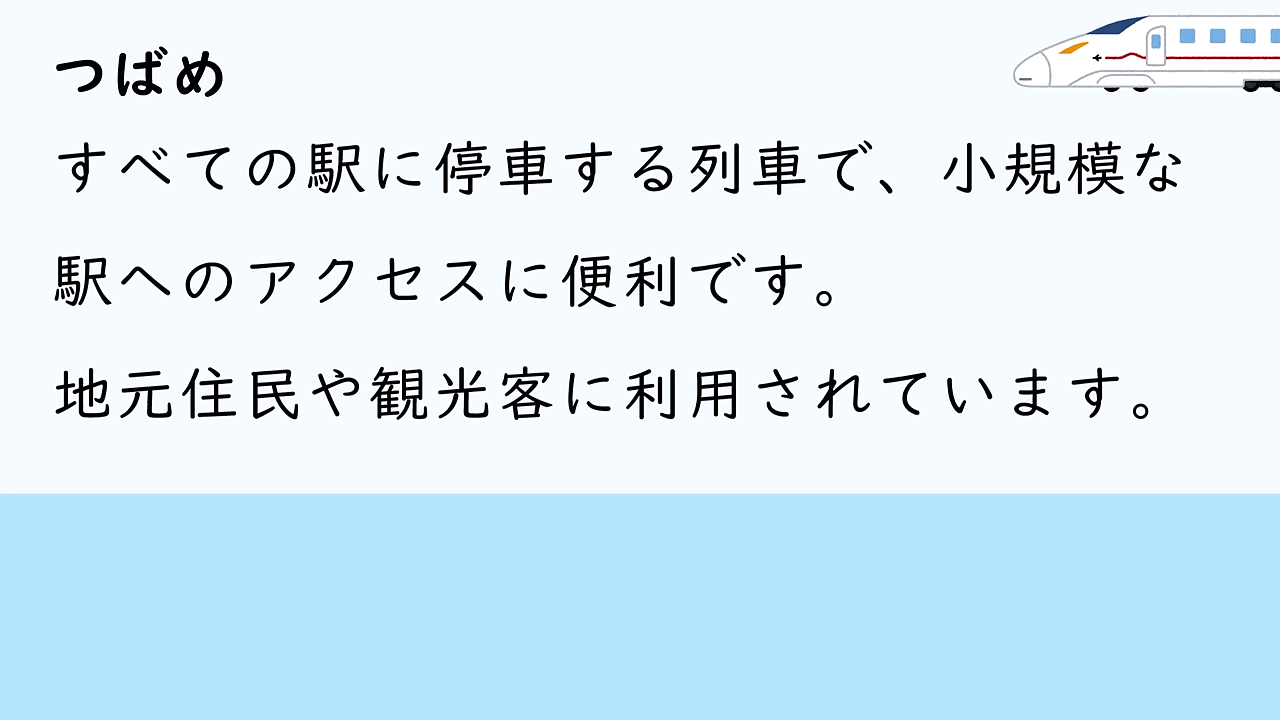 つばめ
すべての駅に停車する列車で、小規模な
駅へのアクセスに便利です。
地元住民や観光客に利用されています。